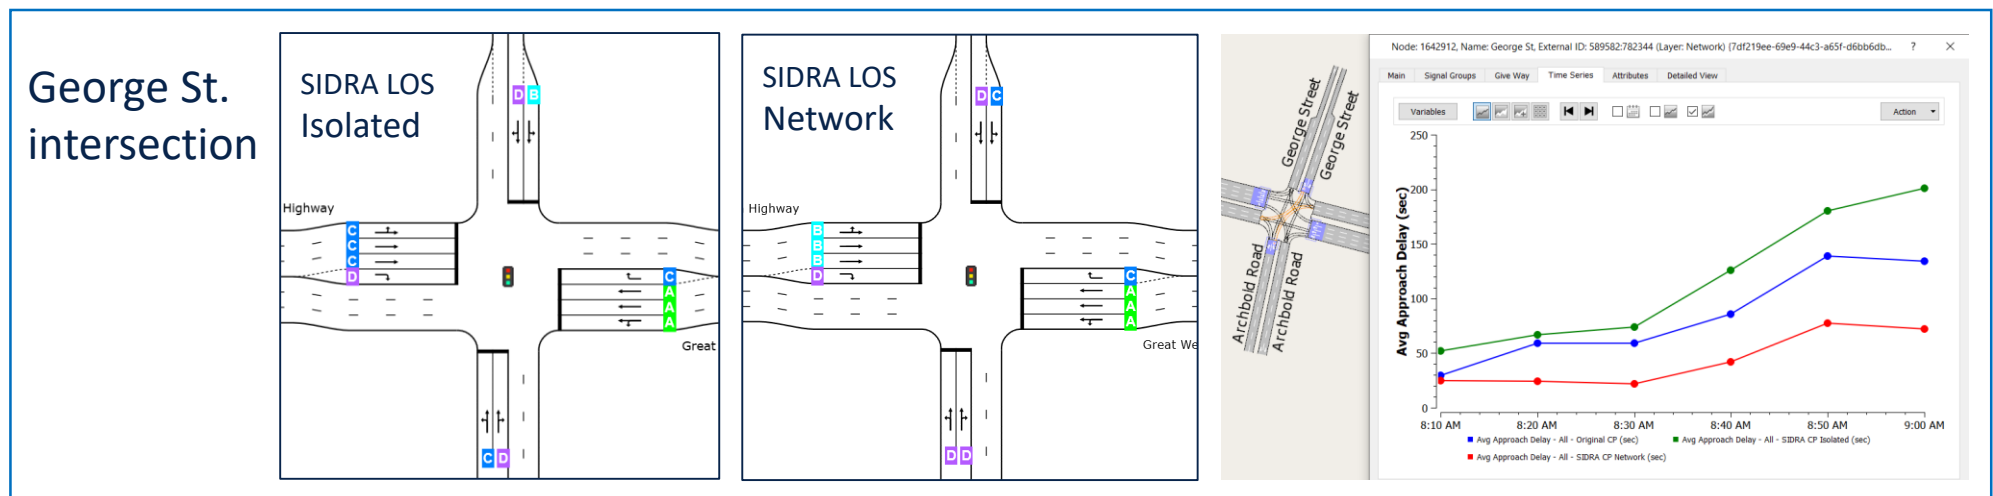 George St.
intersection
SIDRA LOS
Isolated
D B
Highway
C
C
C
D
C
A
A
A
Great
C D
SIDRA LOS
Network
D C
Highway
B
B
B
D
C
A
A
A
Great We
D D
George Street
George Street
Archbold Road
Archbold Road
Node: 1642912, Name: George St, External ID: 589582:782344 (Layer: Network) {7df219ee-69e9-44c3-a65f-d6bb6db...
Main Signal Groups Give Way Time Series Attributes Detailed View
Variables Action
Avg Approach Delay (sec)
250
200
150
100
50
0
8:10 AM 8:20 AM 8:30 AM 8:40 AM 8:50 AM 9:00 AM
Avg Approach Delay - All - Original CP (sec) Avg Approach Delay - All - SIDRA CP Isolated (sec)
Avg Approach Delay - All - SIDRA CP Network (sec)